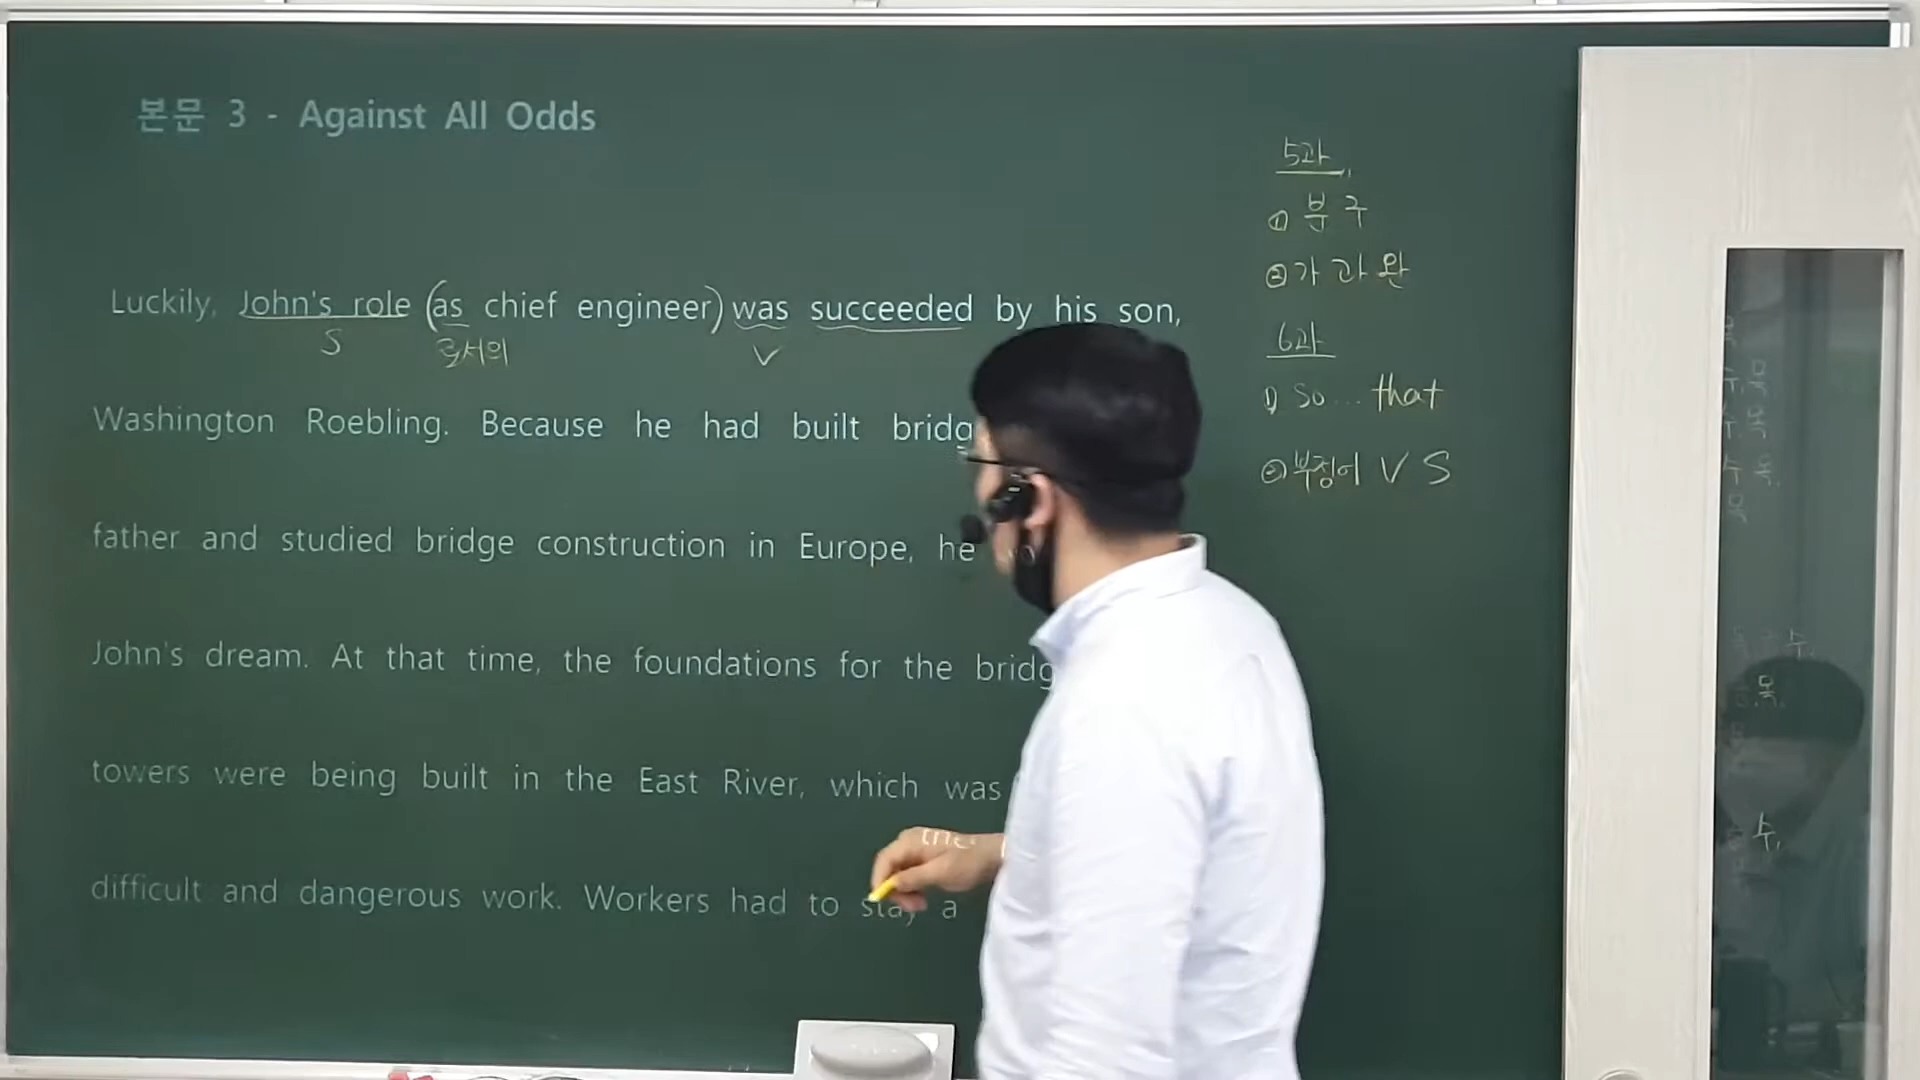 본문 3 - Against All Odds
Luckily, John's role (as chief engineer) was succeeded by his son,
S 로서의 V
Washington Roebling. Because he had built bridg
father and studied bridge construction in Europe, he
John's dream. At that time, the foundations for the bridg
towers were being built in the East River, which was
difficult and dangerous work. Workers had to stay a
5과
① 분 구
② 가 과 완
6과
1) so... that
② 부정어 V S